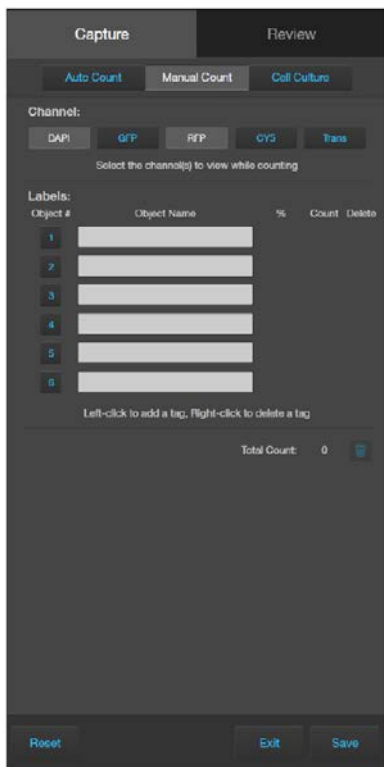 Capture Review
Auto Count Manual Count Cell Culture
Channel:
DAPI GFP RFP CY5 Trans
Select the channel(s) to view while counting
Labels:
Object # Object Name % Count Delete
1
2
3
4
5
6
Left-click to add a tag, Right-click to delete a tag
Total Count: 0
Reset Exit Save